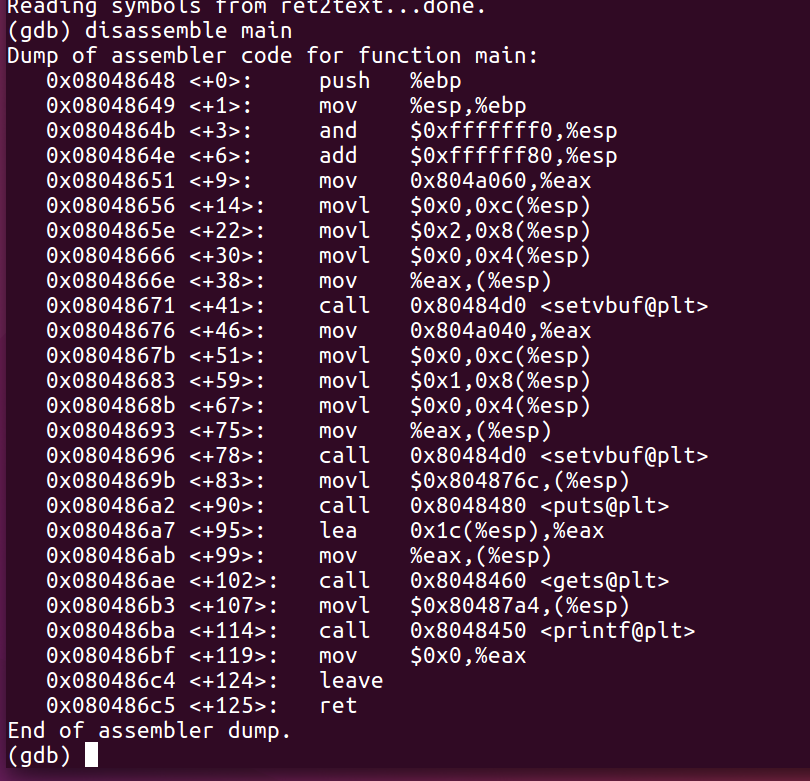 Reading symbols from ret2text...done.
(gdb) disassemble main
Dump of assembler code for function main:
   0x08048648 <+0>:     push   %ebp
   0x08048649 <+1>:     mov    %esp,%ebp
   0x0804864b <+3>:     and    $0xfffffff0,%esp
   0x0804864e <+6>:     add    $0xffffff80,%esp
   0x08048651 <+9>:     mov    0x804a060,%eax
   0x08048656 <+14>:    movl   $0x0,0xc(%esp)
   0x0804865e <+22>:    movl   $0x2,0x8(%esp)
   0x08048666 <+30>:    movl   $0x0,0x4(%esp)
   0x0804866e <+38>:    mov    %eax,(%esp)
   0x08048671 <+41>:    call   0x80484d0 <setvbuf@plt>
   0x08048676 <+46>:    mov    0x804a040,%eax
   0x0804867b <+51>:    movl   $0x0,0xc(%esp)
   0x08048683 <+59>:    movl   $0x1,0x8(%esp)
   0x0804868b <+67>:    movl   $0x0,0x4(%esp)
   0x08048693 <+75>:    mov    %eax,(%esp)
   0x08048696 <+78>:    call   0x80484d0 <setvbuf@plt>
   0x0804869b <+83>:    movl   $0x804876c,(%esp)
   0x080486a2 <+90>:    call   0x8048480 <puts@plt>
   0x080486a7 <+95>:    lea    0x1c(%esp),%eax
   0x080486ab <+99>:    mov    %eax,(%esp)
   0x080486ae <+102>:   call   0x8048460 <gets@plt>
   0x080486b3 <+107>:   movl   $0x80487a4,(%esp)
   0x080486ba <+114>:   call   0x8048450 <printf@plt>
   0x080486bf <+119>:   mov    $0x0,%eax
   0x080486c4 <+124>:   leave
   0x080486c5 <+125>:   ret
End of assembler dump.
(gdb)